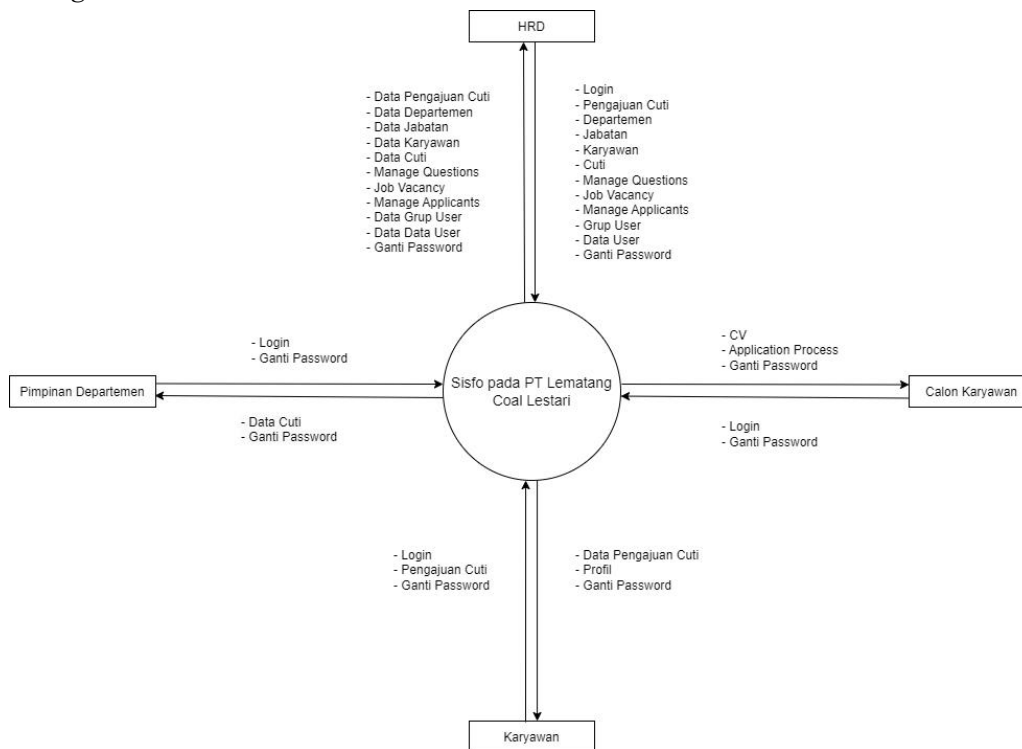 HRD
- Data Pengajuan Cuti
- Data Departemen
- Data Jabatan
- Data Karyawan
- Data Cuti
- Manage Questions
- Job Vacancy
- Manage Applicants
- Data Grup User
- Data Data User
- Ganti Password
- Login
- Pengajuan Cuti
- Departemen
- Jabatan
- Karyawan
- Cuti
- Manage Questions
- Job Vacancy
- Manage Applicants
- Grup User
- Data User
- Ganti Password
- Login
- Ganti Password
Pimpinan Departemen
- Data Cuti
- Ganti Password
Sisfo pada PT Lematang
Coal Lestari
- CV
- Application Process
- Ganti Password
Calon Karyawan
- Login
- Ganti Password
- Login
- Pengajuan Cuti
- Ganti Password
- Data Pengajuan Cuti
- Profil
- Ganti Password
Karyawan